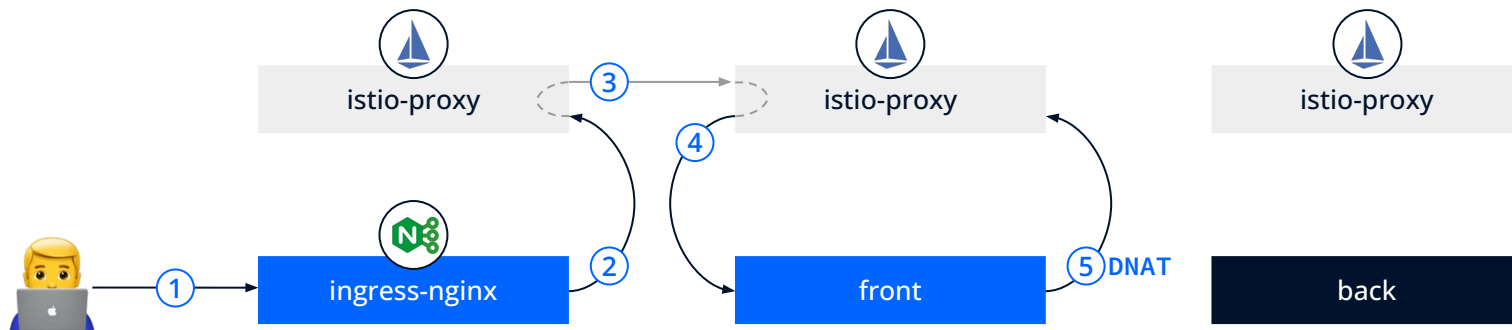 istio-proxy
3
istio-proxy
istio-proxy
4
N
1
ingress-nginx
2
front
5 DNAT
back